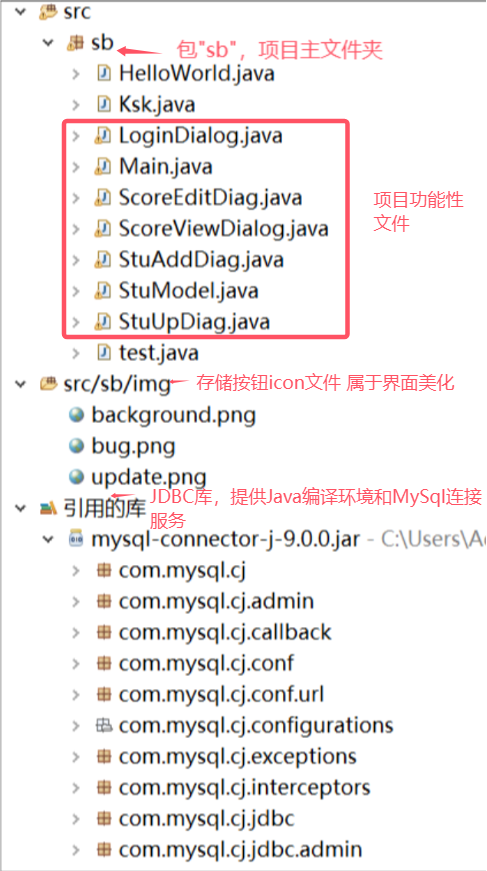 src
sb
包"sb"，项目主文件夹
HelloWorld.java
Ksk.java
LoginDialog.java
Main.java
ScoreEditDiag.java
项目功能性
文件
ScoreViewDialog.java
StuAddDiag.java
StuModel.java
StuUpDiag.java
test.java
src/sb/img
存储按钮icon文件 属于界面美化
background.png
bug.png
update.png
JDBC库，提供Java编译环境和MySql连接
服务
引用的库
mysql-connector-j-9.0.0.jar - C:\Users\A
com.mysql.cj
com.mysql.cj.admin
com.mysql.cj.callback
com.mysql.cj.conf
com.mysql.cj.conf.url
com.mysql.cj.configurations
com.mysql.cj.exceptions
com.mysql.cj.interceptors
com.mysql.cj.jdbc
com.mysql.cj.jdbc.admin